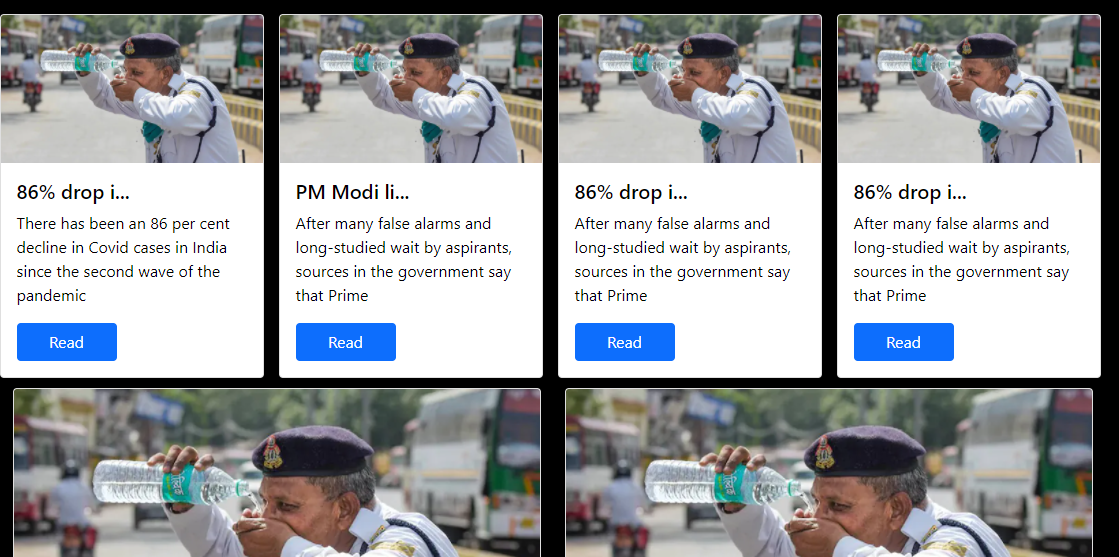 86% drop i...
There has been an 86 per cent
decline in Covid cases in India
since the second wave of the
pandemic
Read
PM Modi li...
After many false alarms and
long-studied wait by aspirants,
sources in the government say
that Prime
Read
86% drop i...
After many false alarms and
long-studied wait by aspirants,
sources in the government say
that Prime
Read
86% drop i...
After many false alarms and
long-studied wait by aspirants,
sources in the government say
that Prime
Read